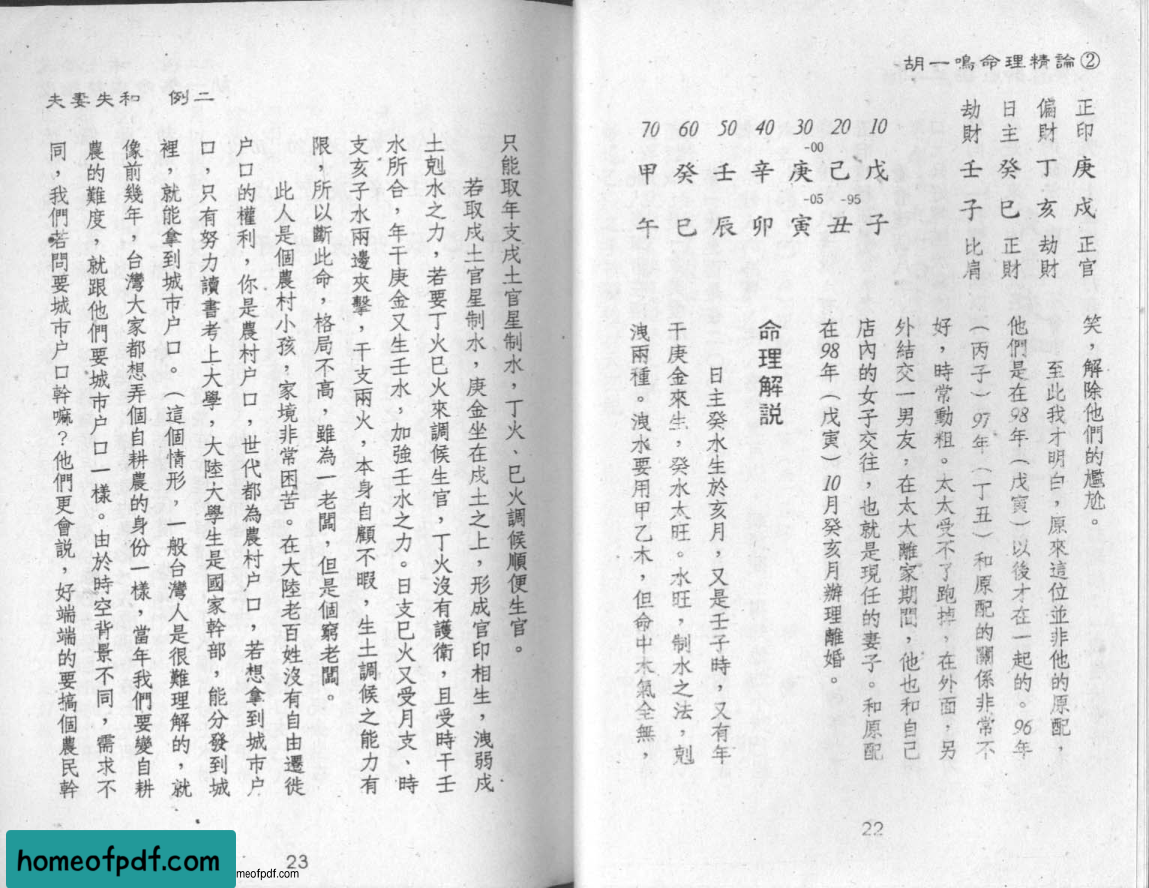 胡一鳴命理精論②
正印 庚 戌 正官
偏財 丁 亥 劫財
日主 癸 巳 正財
劫財 壬 子 比肩
10 戊子
20 己丑 -95
30 -00 庚寅 -05
40 辛卯
50 壬辰
60 癸巳
70 甲午
笑，解除他們的尷尬。
至此我才明白，原來這位並非他的原配，
他們是在98年（戊寅）以後才在一起的。96年
（丙子）97年（丁丑）和原配的關係非常不
好，時常動粗。太太受不了跑掉，在外面，另
外結交一男友，在太太離家期間，他也和自己
店內的女子交往，也就是現任的妻子。和原配
在98年（戊寅）10月癸亥月辦理離婚。
命理解説
日主癸水生於亥月，又是壬子時，又有年
干庚金來生，癸水太旺。水旺，制水之法，剋
洩兩種。洩水要用甲乙木，但命中木氣全無，
22
只能取年支戌土官星制水，丁火、巳火調候順便生官。
若取戌土官星制水，庚金坐在戌土之上，形成官印相生，洩弱戌
土剋水之力，若要丁火巳火來調候生官，丁火沒有護衛，且受時干壬
水所合，年干庚金又生壬水，加強壬水之力。日支巳火又受月支、時
支亥子水兩邊夾擊，干支兩火，本身自顧不暇，生土調候之能力有
限，所以斷此命，格局不高，雖為一老闆，但是個窮老闆。
此人是個農村小孩，家境非常困苦。在大陸老百姓沒有自由遷徙
户口的權利，你是農村户口，世代都為農村户口，若想拿到城市户
口，只有努力讀書考上大學，大陸大學生是國家幹部，能分發到城
裡，就能拿到城市户口。（這個情形，一般台灣人是很難理解的，就
像前幾年，台灣大家都想弄個自耕農的身份一樣，當年我們要變自耕
農的難度，就跟他們要城市户口一樣。由於時空背景不同，需求不
同，我們若問要城市户口幹嘛？他們更會説，好端端的要搞個農民幹
夫妻失和 例二
23
homeofpdf.com
meofpdf.com